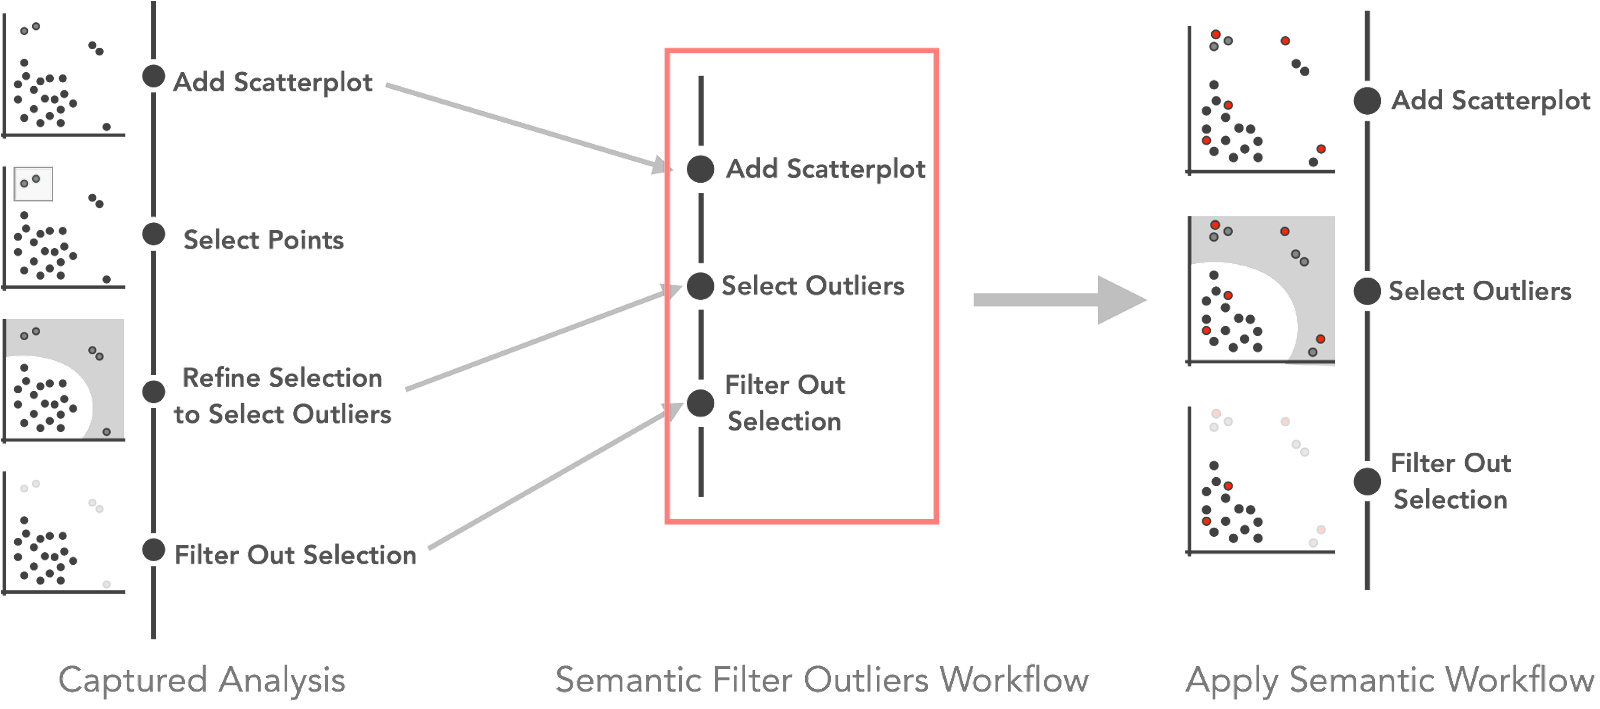 Add Scatterplot
Select Points
Refine Selection
to Select Outliers
Filter Out Selection
Captured Analysis
Add Scatterplot
Select Outliers
Filter Out
Selection
Semantic Filter Outliers Workflow
Add Scatterplot
Select Outliers
Filter Out
Selection
Apply Semantic Workflow